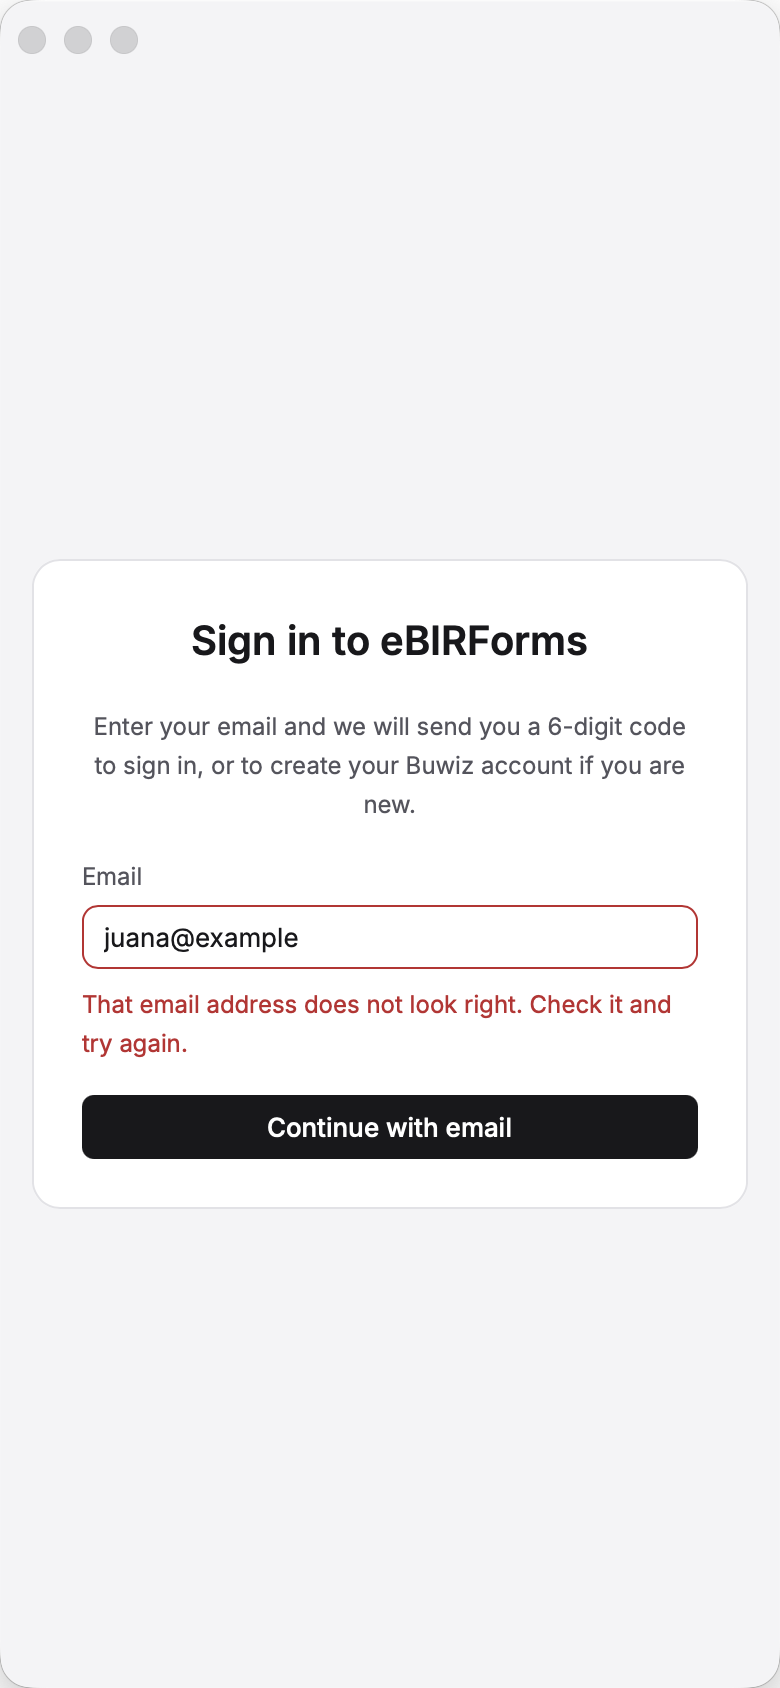 Sign in to eBIRForms
Enter your email and we will send you a 6-digit code
to sign in, or to create your Buwiz account if you are
new.
Email
juana@example
That email address does not look right. Check it and
try again.
Continue with email